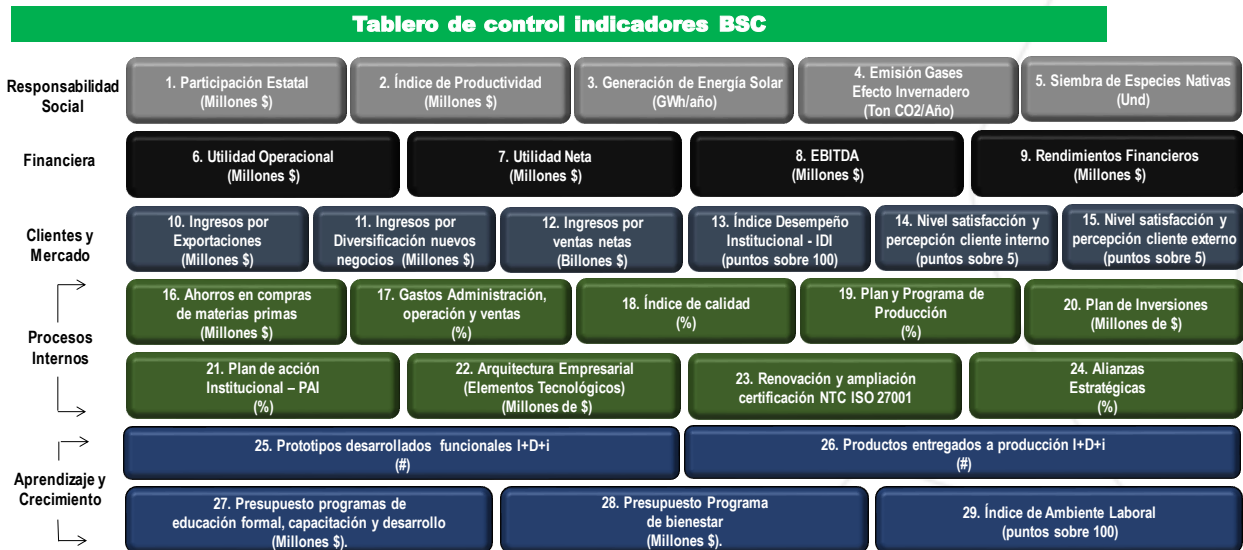 Tablero de control indicadores BSC
Responsabilidad
Social
1. Participación Estatal
(Millones $)
2. Índice de Productividad
(Millones $)
3. Generación de Energía Solar
(GWh/año)
4. Emisión Gases
Efecto Invernadero
(Ton CO2/Año)
5. Siembra de Especies Nativas
(Und)
Financiera
6. Utilidad Operacional
(Millones $)
7. Utilidad Neta
(Millones $)
8. EBITDA
(Millones $)
9. Rendimientos Financieros
(Millones $)
Clientes y
Mercado
10. Ingresos por
Exportaciones
(Millones $)
11. Ingresos por
Diversificación nuevos
negocios (Millones $)
12. Ingresos por
ventas netas
(Billones $)
13. Índice Desempeño
Institucional - IDI
(puntos sobre 100)
14. Nivel satisfacción y
percepción cliente interno
(puntos sobre 5)
15. Nivel satisfacción y
percepción cliente externo
(puntos sobre 5)
Procesos
Internos
16. Ahorros en compras
de materias primas
(Millones $)
17. Gastos Administración,
operación y ventas
(%)
18. Índice de calidad
(%)
19. Plan y Programa de
Producción
(%)
20. Plan de Inversiones
(Millones de $)
21. Plan de acción
Institucional – PAI
(%)
22. Arquitectura Empresarial
(Elementos Tecnológicos)
(Millones de $)
23. Renovación y ampliación
certificación NTC ISO 27001
24. Alianzas
Estratégicas
(%)
Aprendizaje y
Crecimiento
25. Prototipos desarrollados funcionales I+D+i
(#)
26. Productos entregados a producción I+D+i
(#)
27. Presupuesto programas de
educación formal, capacitación y desarrollo
(Millones $).
28. Presupuesto Programa
de bienestar
(Millones $).
29. Índice de Ambiente Laboral
(puntos sobre 100)